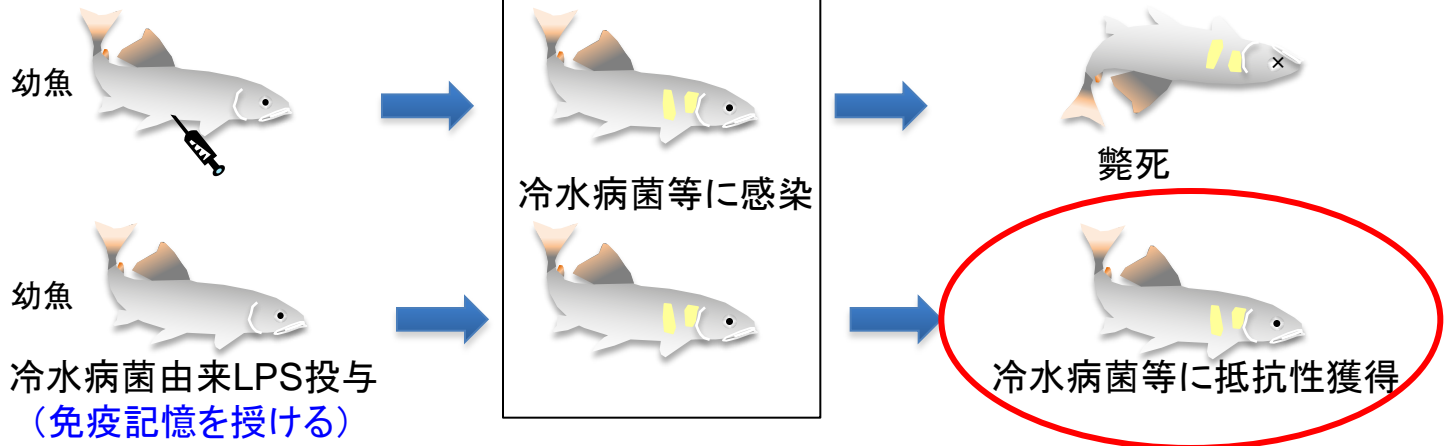 幼魚
冷水病菌等に感染
斃死
幼魚
冷水病菌由来LPS投与
（免疫記憶を授ける）
冷水病菌等に抵抗性獲得